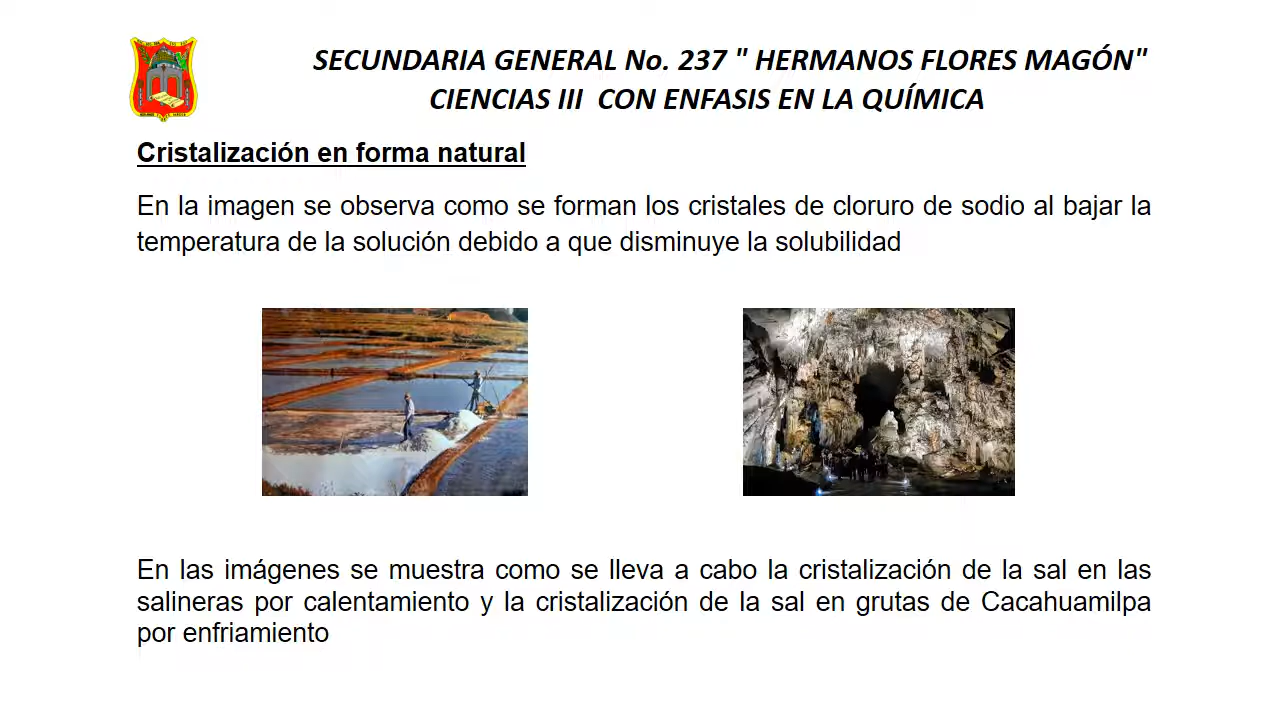 SECUNDARIA GENERAL No. 237 " HERMANOS FLORES MAGÓN"
CIENCIAS III CON ENFASIS EN LA QUÍMICA
Cristalización en forma natural
En la imagen se observa como se forman los cristales de cloruro de sodio al bajar la
temperatura de la solución debido a que disminuye la solubilidad
En las imágenes se muestra como se lleva a cabo la cristalización de la sal en las
salineras por calentamiento y la cristalización de la sal en grutas de Cacahuamilpa
por enfriamiento